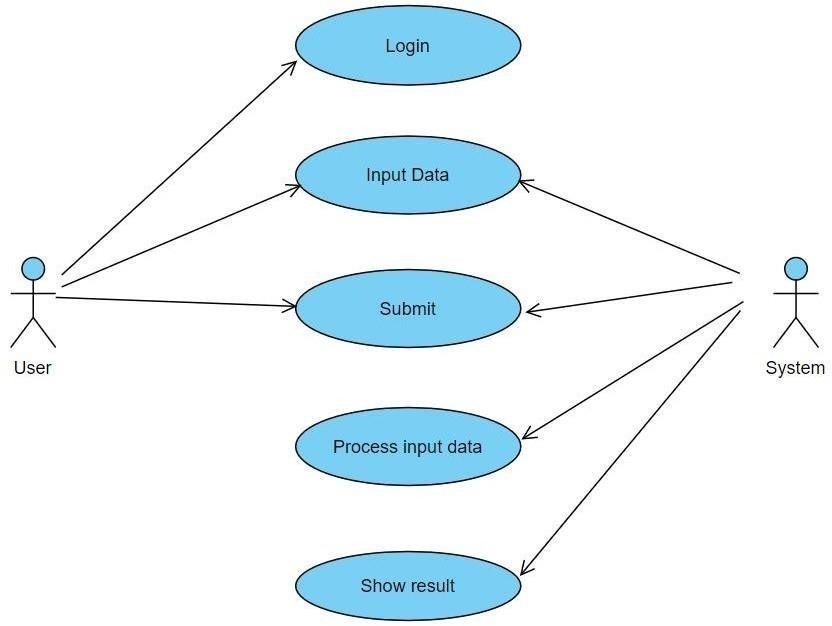 Login
Input Data
Submit
User
System
Process input data
Show result